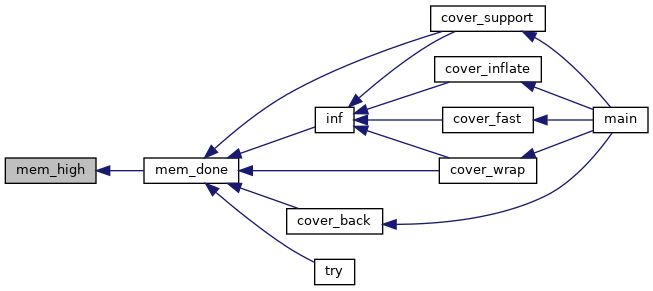 cover_support
cover_inflate
inf
cover_fast
main
mem_high
mem_done
cover_wrap
cover_back
try